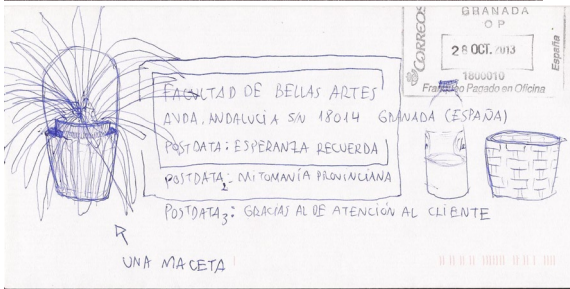 CORREOS
GRANADA
O P
28 OCT. 2013
1800010
Franqueo Pagado en Oficina
España
FACULTAD DE BELLAS ARTES
AVDA. ANDALUCIA S/N 18014 GRANADA (ESPAÑA)
POSTDATA: ESPERANZA RECUERDA
POSTDATA2: MITOMANÍA PROVINCIANA
POSTDATA3: GRACIAS AL DE ATENCIÓN AL CLIENTE
UNA MACETA